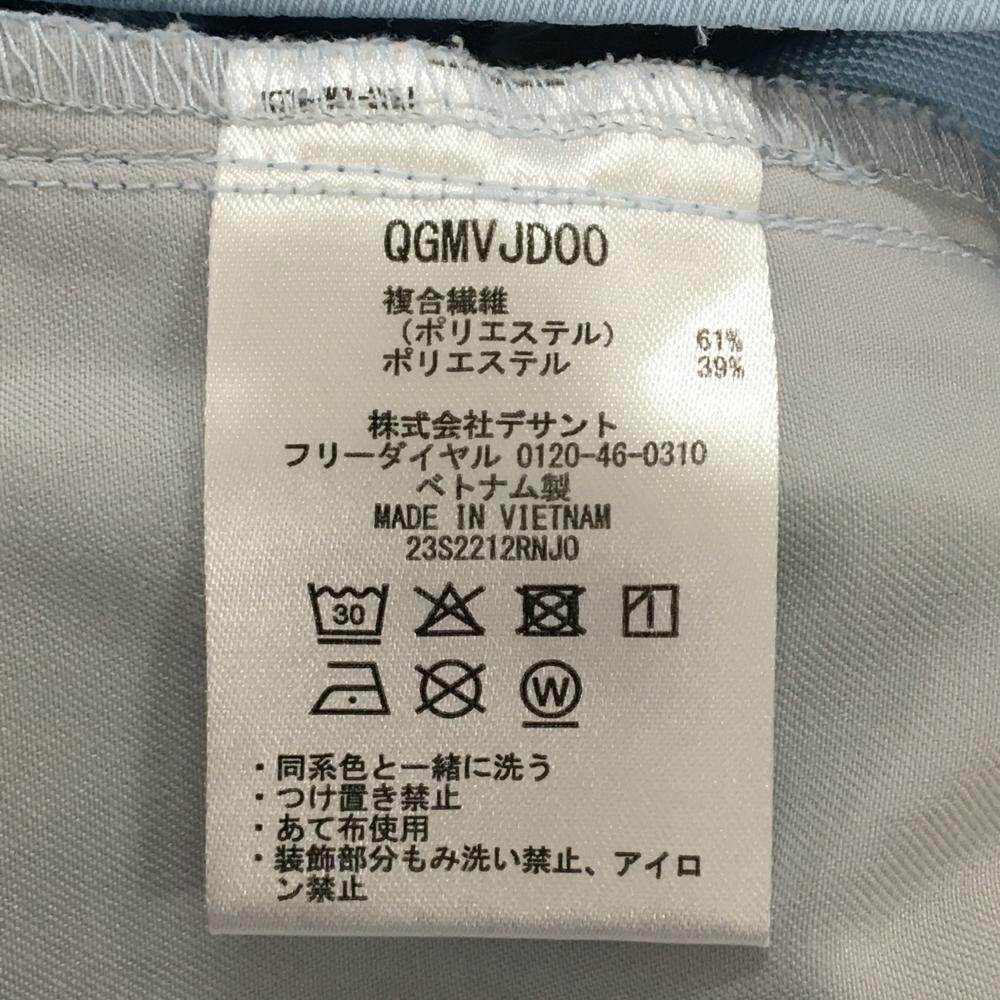 QGMVJD00
複合繊維
（ポリエステル） 61%
ポリエステル 39%
株式会社デサント
フリーダイヤル 0120-46-0310
ベトナム製
MADE IN VIETNAM
23S2212RNJ0
30
W
・同系色と一緒に洗う
・つけ置き禁止
・あて布使用
・装飾部分もみ洗い禁止、アイロ
ン禁止